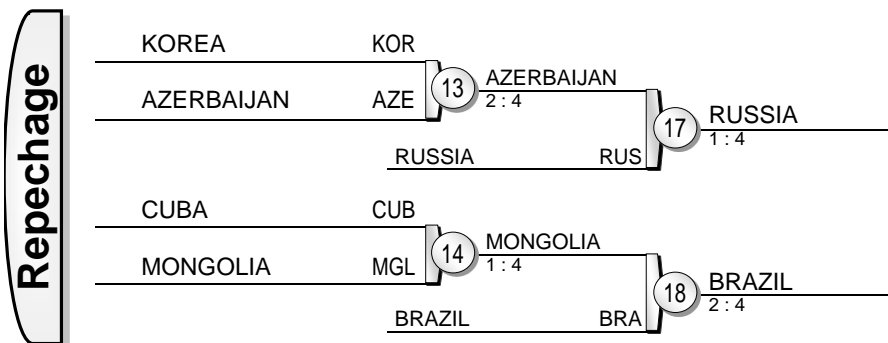 Repechage
KOREA KOR
AZERBAIJAN AZE
13 AZERBAIJAN
2 : 4
RUSSIA RUS
17 RUSSIA
1 : 4
CUBA CUB
MONGOLIA MGL
14 MONGOLIA
1 : 4
BRAZIL BRA
18 BRAZIL
2 : 4